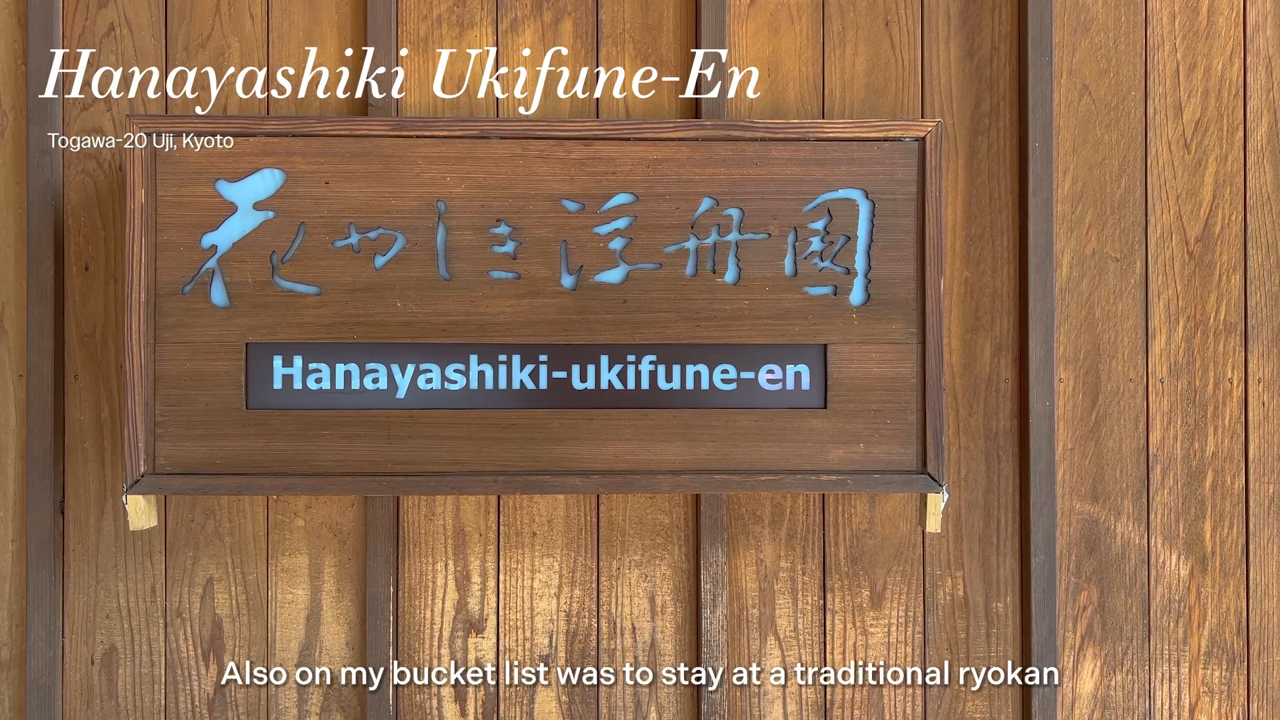 Hanayashiki Ukifune-En
Togawa-20 Uji, Kyoto
花やしき浮舟園
Hanayashiki-ukifune-en
Also on my bucket list was to stay at a traditional ryokan